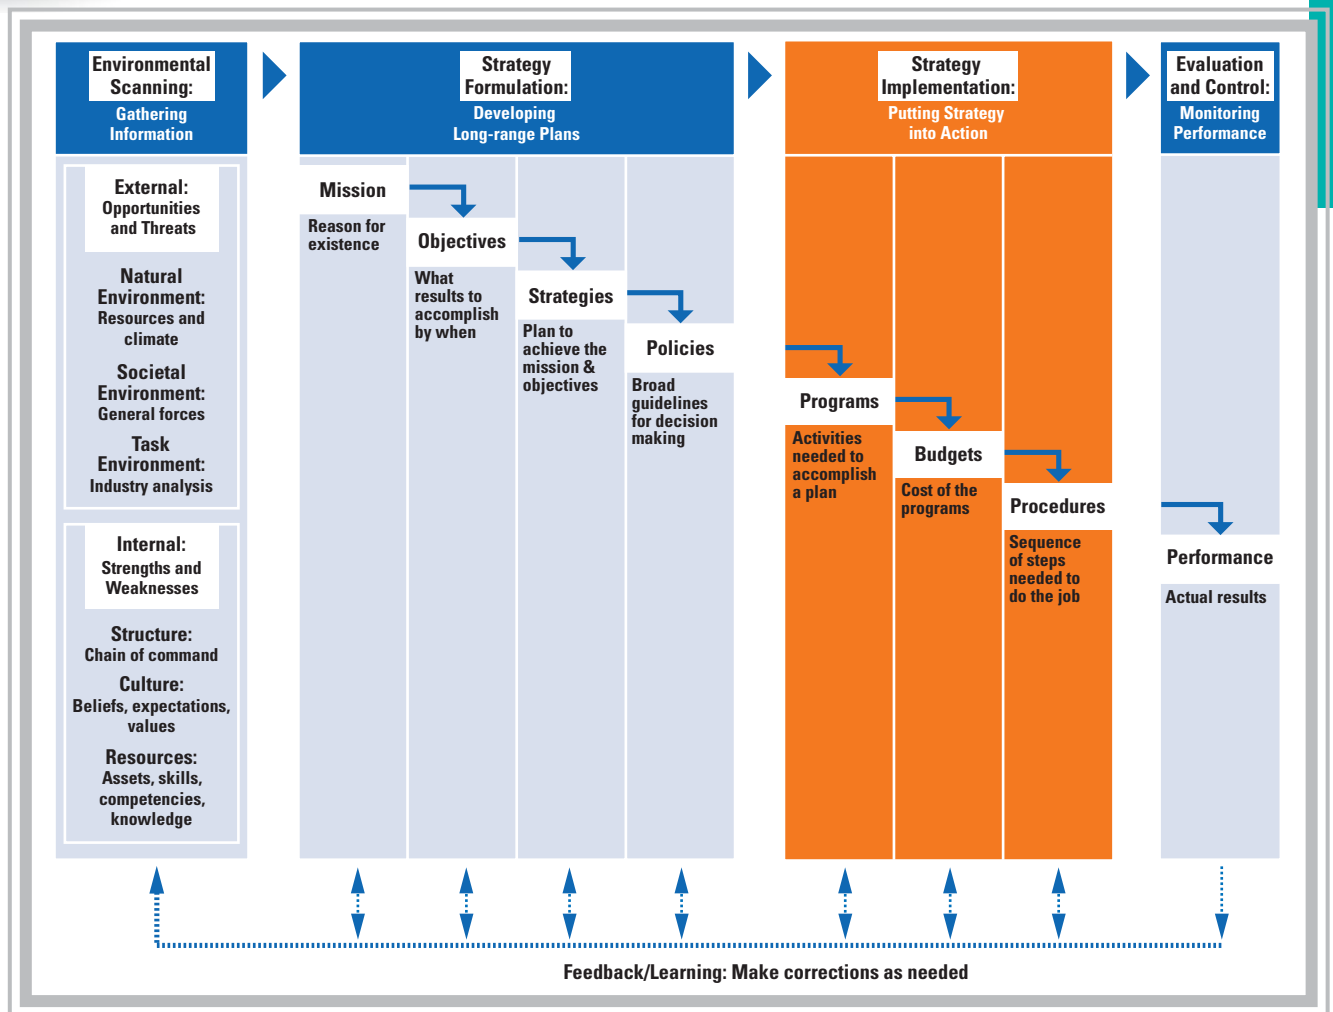 Environmental
Scanning:
Gathering
Information
External:
Opportunities
and Threats
Natural
Environment:
Resources and
climate
Societal
Environment:
General forces
Task
Environment:
Industry analysis
Internal:
Strengths and
Weaknesses
Structure:
Chain of command
Culture:
Beliefs, expectations,
values
Resources:
Assets, skills,
competencies,
knowledge
Strategy
Formulation:
Developing
Long-range Plans
Mission
Reason for
existence
Objectives
What
results to
accomplish
by when
Strategies
Plan to
achieve the
mission &
objectives
Policies
Broad
guidelines
for decision
making
Strategy
Implementation:
Putting Strategy
into Action
Programs
Activities
needed to
accomplish
a plan
Budgets
Cost of the
programs
Procedures
Sequence
of steps
needed to
do the job
Evaluation
and Control:
Monitoring
Performance
Performance
Actual results
Feedback/Learning: Make corrections as needed